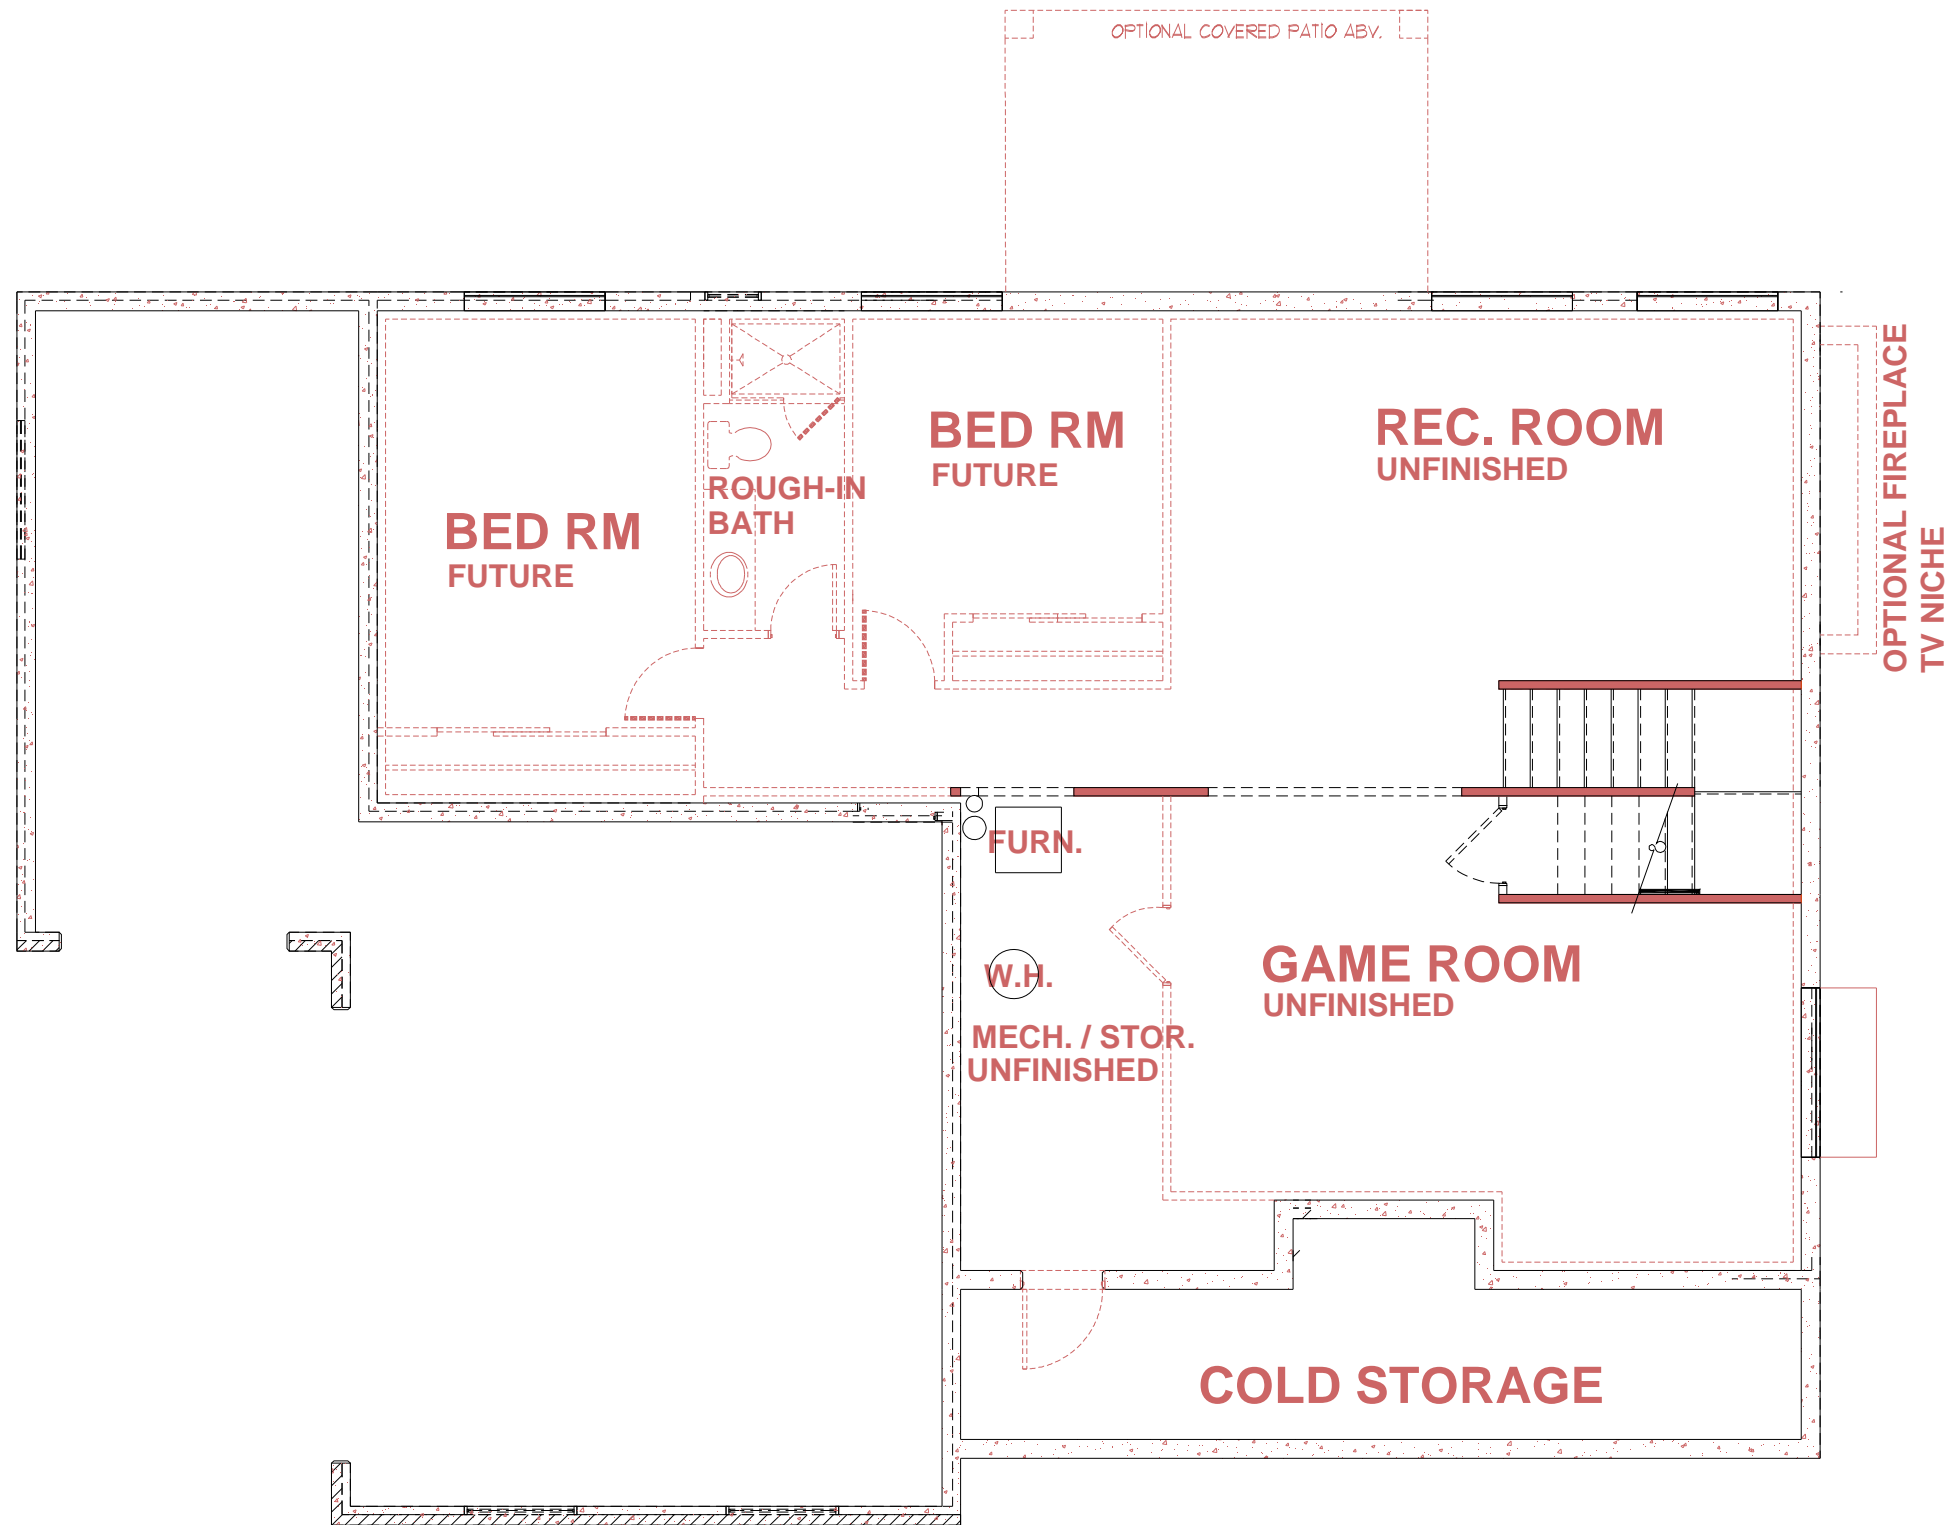 OPTIONAL COVERED PATIO ABV.
BED RM
FUTURE
ROUGH-IN
BATH
BED RM
FUTURE
REC. ROOM
UNFINISHED
OPTIONAL FIREPLACE
TV NICHE
FURN.
W.H.
MECH. / STOR.
UNFINISHED
GAME ROOM
UNFINISHED
COLD STORAGE